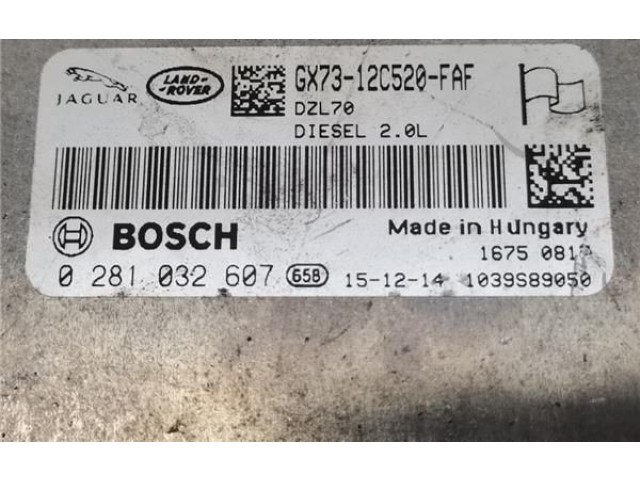 JAGUAR
LAND-
-ROVER
GX73-12C520-FAF
DZL70
DIESEL 2.0L
BOSCH
Made in Hungary
1675
0 281 032 607 658 15-12-14 1039S89050